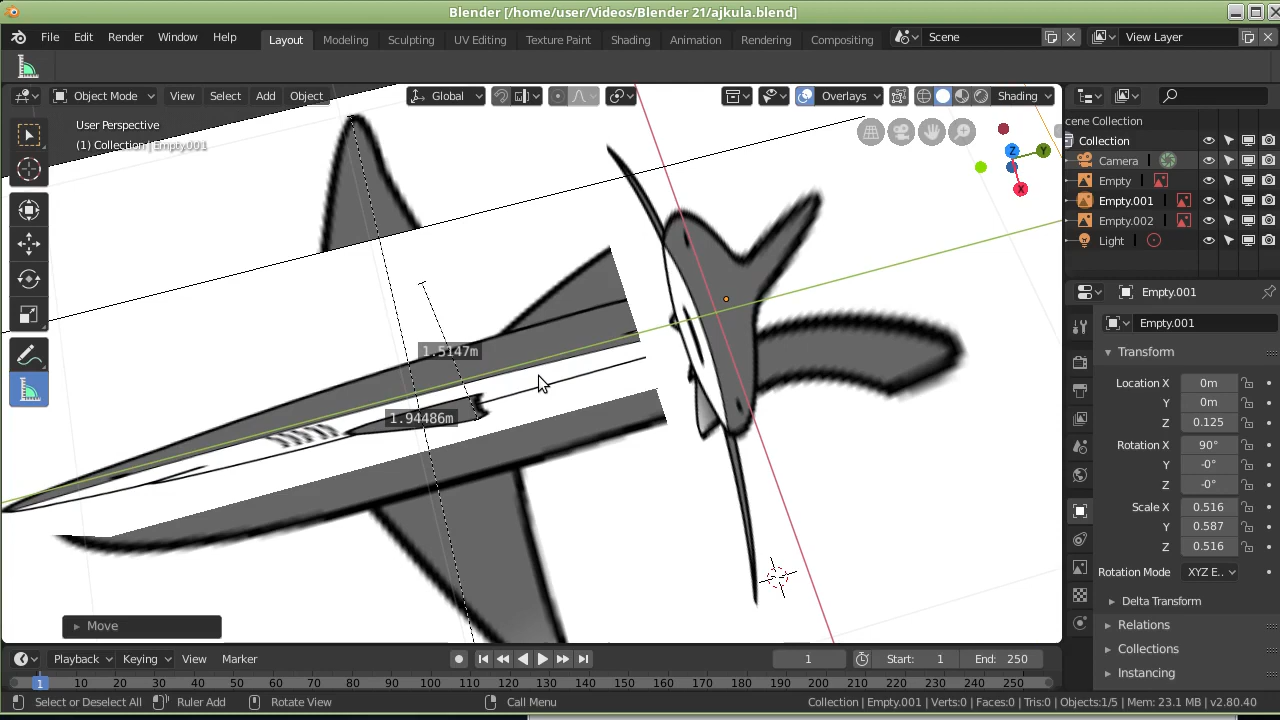 Blender [/home/user/Videos/Blender 21/ajkula.blend]
File Edit Render Window Help Layout Modeling Sculpting UV Editing Texture Paint Shading Animation Rendering Compositing Scene View Layer
Object Mode View Select Add Object Global Overlays Shading
User Perspective
(1) Collection | Empty.001
1.5147m
1.94486m
Move
X
Y
Z
cene Collection
Collection
Camera
Empty
Empty.001
Empty.002
Light
Empty.001
Empty.001
Transform
Location X 0m
Y 0m
Z 0.125
Rotation X 90°
Y -0°
Z -0°
Scale X 0.516
Y 0.587
Z 0.516
Rotation Mode XYZ E..
Delta Transform
Relations
Collections
Instancing
Playback Keying View Marker 1 Start: 1 End: 250
1 10 20 30 40 50 60 70 80 90 100 110 120 130 140 150 160 170 180 190 200 210 220 230 240 250
Select or Deselect All Ruler Add Rotate View Call Menu Collection | Empty.001 | Verts:0 | Faces:0 | Tris:0 | Objects:1/5 | Mem: 23.1 MB | v2.80.40